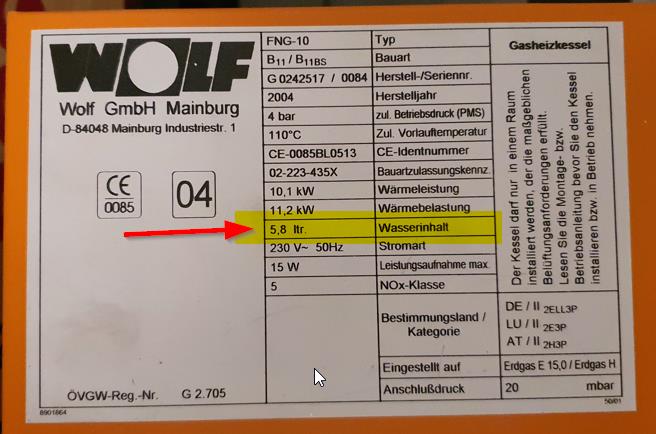 WOLF
Wolf GmbH Mainburg
D-84048 Mainburg Industriestr. 1
CE
0085
04
ÖVGW-Reg.-Nr. G 2.705
8901864
FNG-10 Typ
B11 / B11BS Bauart
G 0242517 / 0084 Herstell-/Seriennr.
2004 Herstelljahr
4 bar zul. Betriebsdruck (PMS)
110°C Zul. Vorlauftemperatur
CE-0085BL0513 CE-Identnummer
02-223-435X Bauartzulassungskennz.
10,1 kW Wärmeleistung
11,2 kW Wärmebelastung
5,8 ltr. Wasserinhalt
230 V~ 50Hz Stromart
15 W Leistungsaufnahme max.
5 NOx-Klasse
Bestimmungsland /
Kategorie
DE / II 2ELL3P
LU / II 2E3P
AT / II 2H3P
Eingestellt auf Erdgas E 15,0 / Erdgas H
Anschlußdruck 20 mbar
50/01
Gasheizkessel
Der Kessel darf nur in einem Raum
installiert werden, der die maßgeblichen
Belüftungsanforderungen erfüllt.
Lesen Sie die Montage- bzw.
Betriebsanleitung bevor Sie den Kessel
installieren bzw. in Betrieb nehmen.